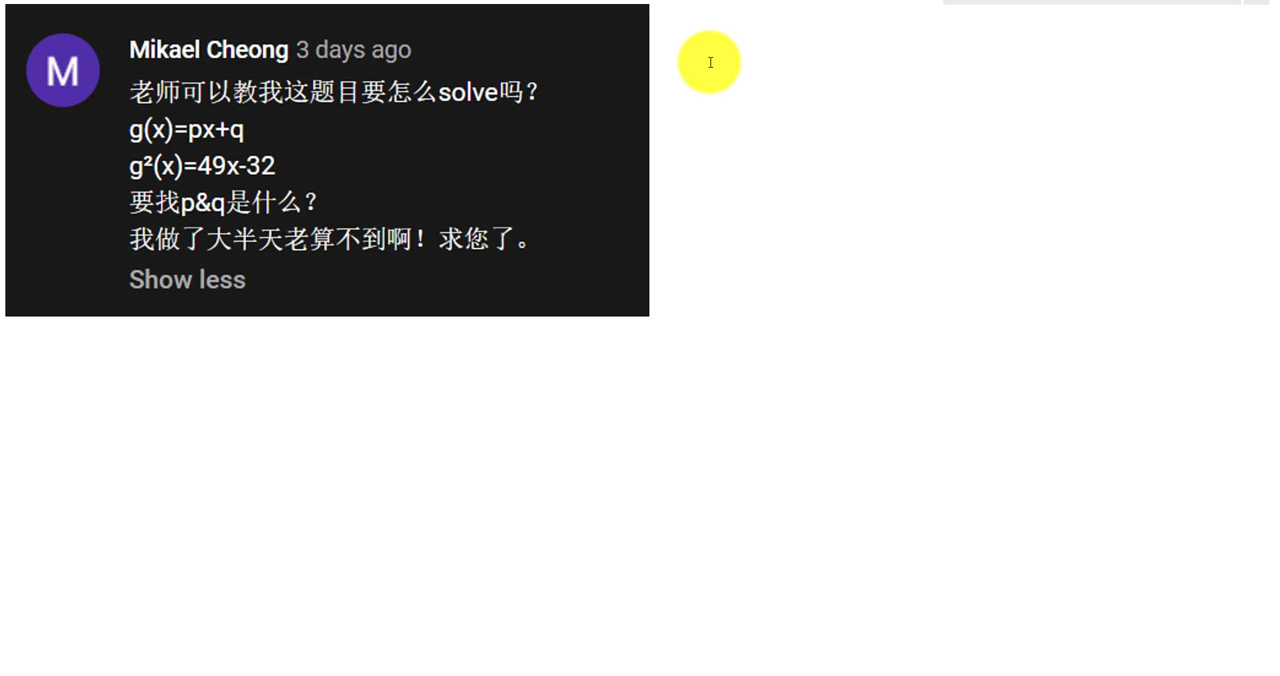 M
Mikael Cheong 3 days ago
老师可以教我这题目要怎么solve吗?
g(x)=px+q
g²(x)=49x-32
要找p&q是什么?
我做了大半天老算不到啊！求您了。
Show less